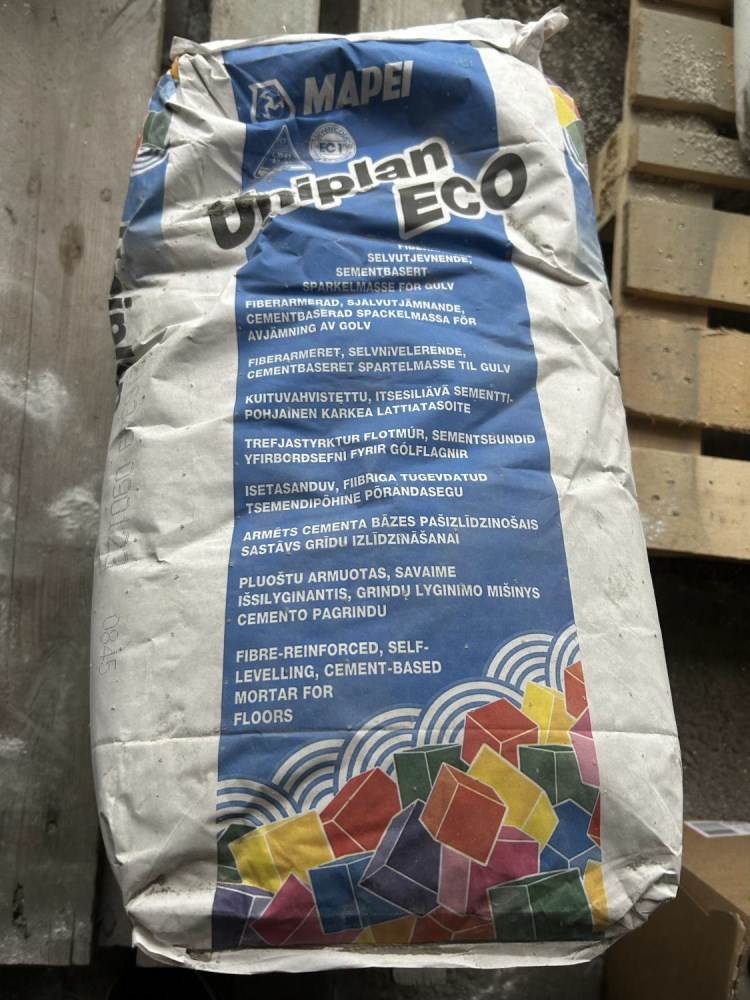 MAPEI
EC 1
Uniplan
ECO
SELVUTJEVNENDE,
SEMENTBASERT
SPARKELMASSE FOR GULV
FIBERARMERAD, SJÄLVUTJÄMNANDE,
CEMENTBASERAD SPACKELMASSA FÖR
AVJÄMNING AV GOLV
FIBERARMERET, SELVNIVELERENDE,
CEMENTBASERET SPARTELMASSE TIL GULV
KUITUVAHVISTETTU, ITSESILIÄVÄ SEMENTTI-
POHJAINEN KARKEA LATTIATASOITE
TREFJASTYRKTUR FLOTMÚR, SEMENTSBUNDIÐ
YFIRBORÐSEFNI FYRIR GÓLFLAGNIR
ISETASANDUV, FIIBRIGA TUGEVDATUD
TSEMENDIPÕHINE PÕRANDASEGU
ARMĒTS CEMENTA BĀZES PAŠIZLĪDZINOŠAIS
SASTĀVS GRĪDU IZLĪDZINĀŠANAI
PLUOŠTU ARMUOTAS, SAVAIME
IŠSILYGINANTIS, GRINDŲ LYGINIMO MIŠINYS
CEMENTO PAGRINDU
FIBRE-REINFORCED, SELF-
LEVELLING, CEMENT-BASED
MORTAR FOR
FLOORS
0845